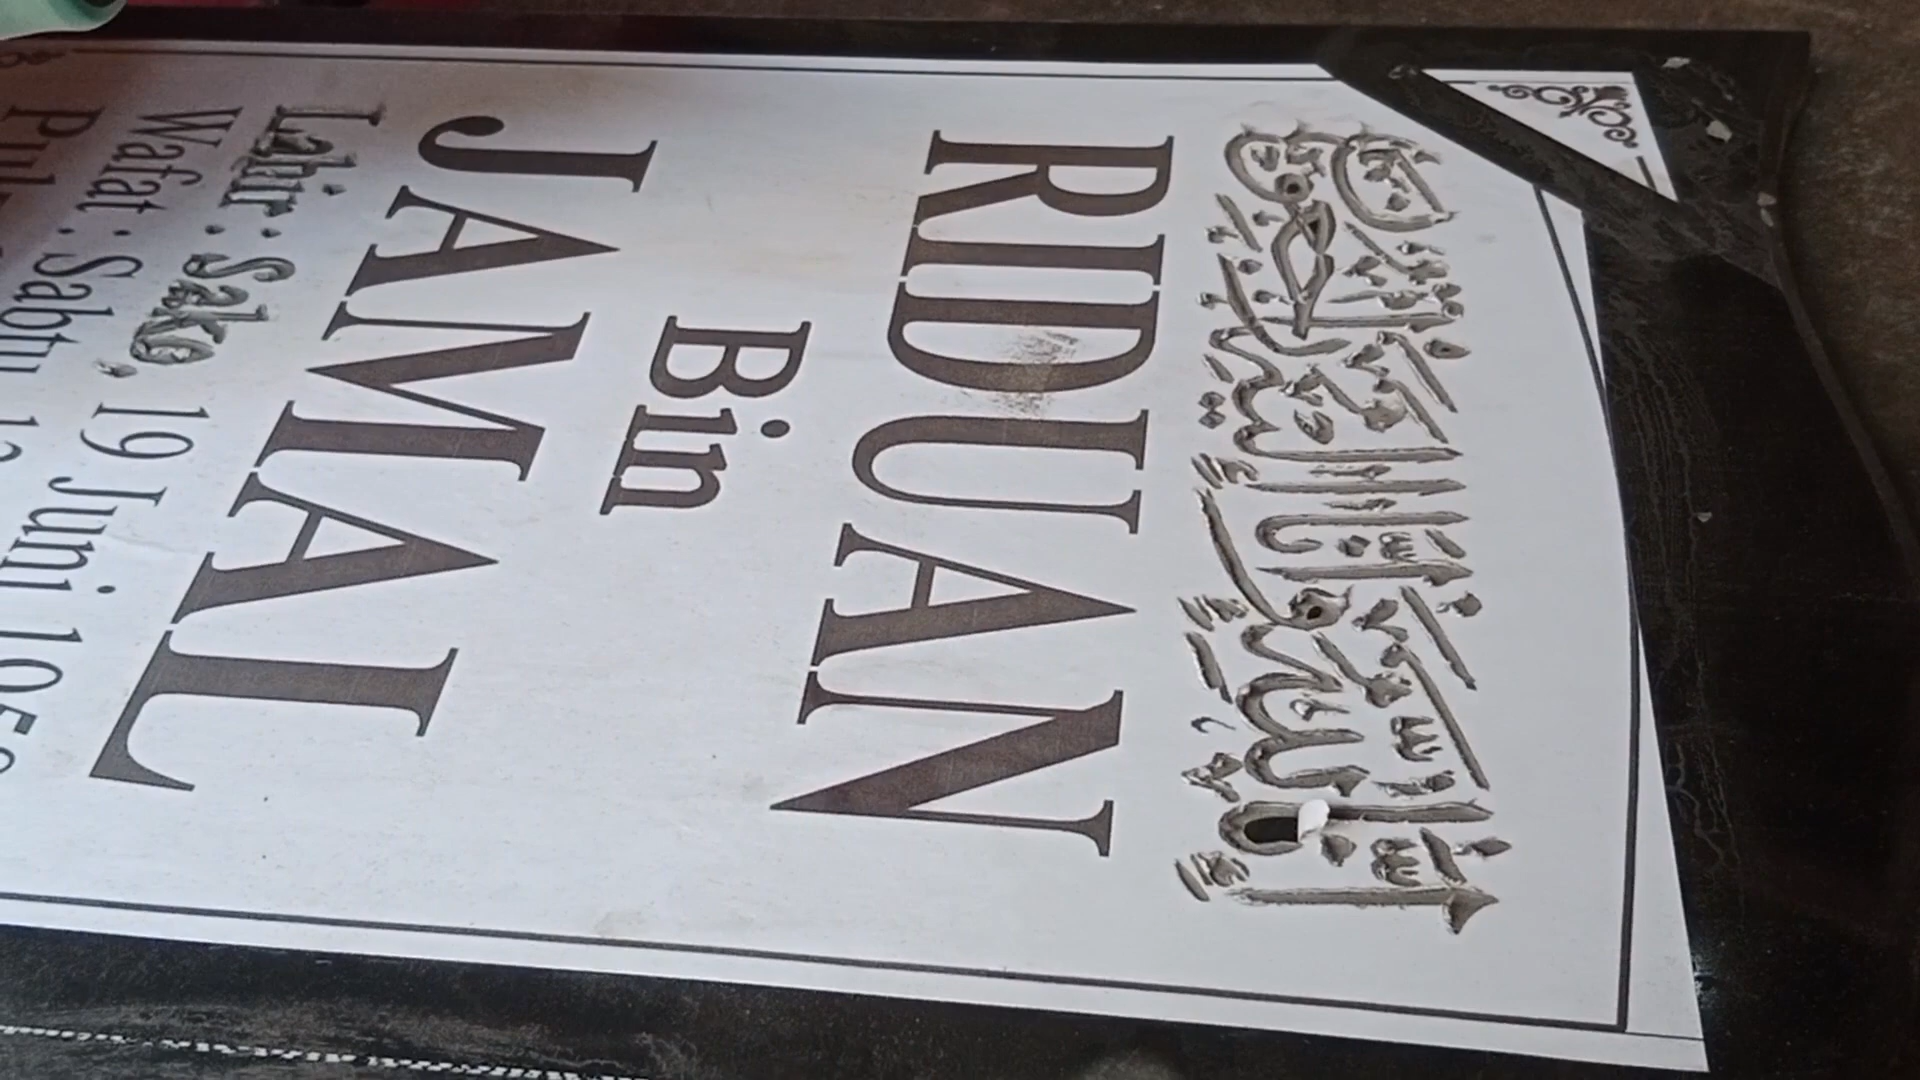 إِنَّا لِلَّهِ وَإِنَّا إِلَيْهِ رَاجِعُونَ
RIDUAN
Bin
JAMAL
Lahir : Sako, 19 Juni
Wafat : Sabtu